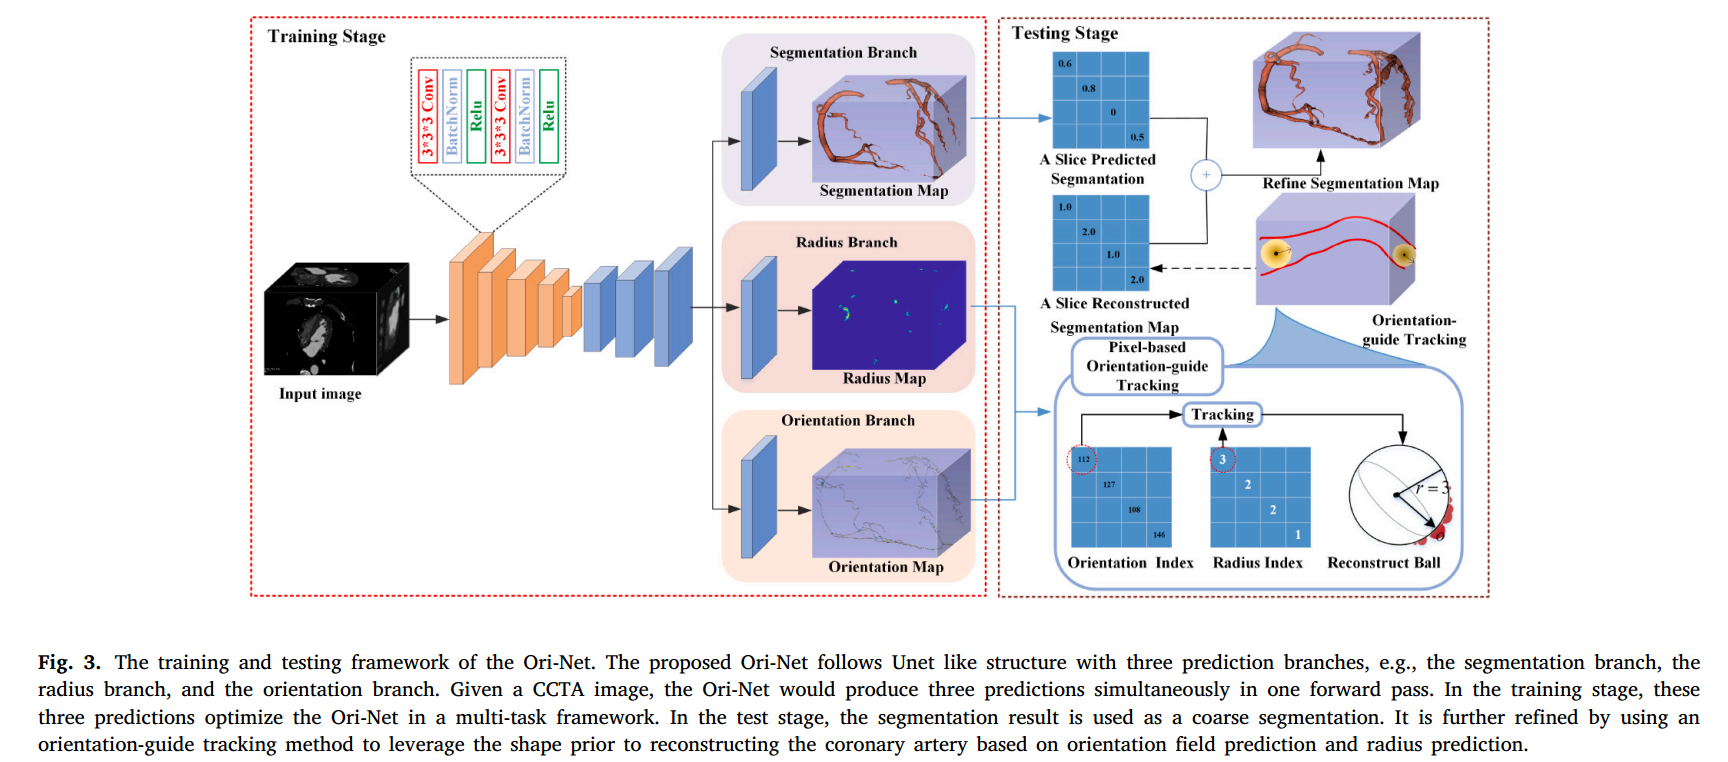 Training Stage
3*3*3 Conv
BatchNorm
Relu
3*3*3 Conv
BatchNorm
Relu
Input image
Segmentation Branch
Segmentation Map
Radius Branch
Radius Map
Orientation Branch
Orientation Map
Testing Stage
0.6
0.8
0
0.5
A Slice Predicted
Segmantation
1.0
2.0
1.0
2.0
A Slice Reconstructed
Segmentation Map
+
Refine Segmentation Map
Orientation-
guide Tracking
Pixel-based
Orientation-guide
Tracking
Tracking
112
127
108
146
Orientation Index
3
2
2
1
Radius Index
r = 3
Reconstruct Ball
Fig. 3. The training and testing framework of the Ori-Net. The proposed Ori-Net follows Unet like structure with three prediction branches, e.g., the segmentation branch, the
radius branch, and the orientation branch. Given a CCTA image, the Ori-Net would produce three predictions simultaneously in one forward pass. In the training stage, these
three predictions optimize the Ori-Net in a multi-task framework. In the test stage, the segmentation result is used as a coarse segmentation. It is further refined by using an
orientation-guide tracking method to leverage the shape prior to reconstructing the coronary artery based on orientation field prediction and radius prediction.